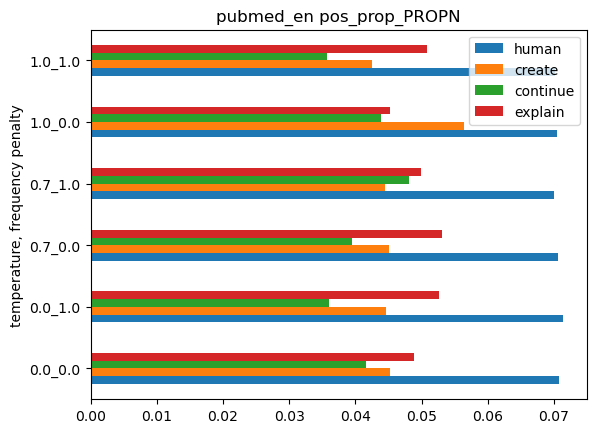 pubmed_en pos_prop_PROPN
human
create
continue
explain
temperature, frequency penalty
1.0_1.0
1.0_0.0
0.7_1.0
0.7_0.0
0.0_1.0
0.0_0.0
0.00 0.01 0.02 0.03 0.04 0.05 0.06 0.07